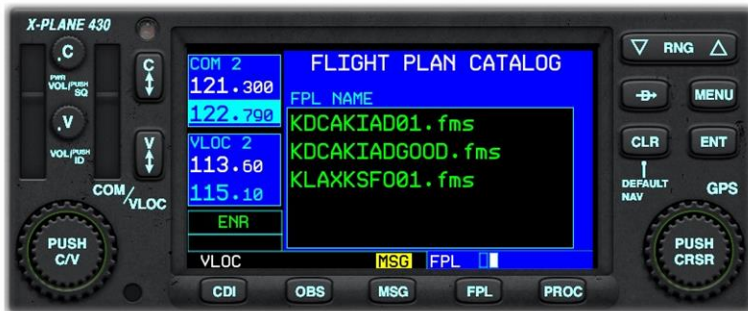 X-PLANE 430
.C
PWR
VOL/PUSH
SQ
.V
VOL/PUSH
ID
C
V
COM/VLOC
PUSH
C/V
COM 2
121.300
122.790
VLOC 2
113.60
115.10
ENR
VLOC
FLIGHT PLAN CATALOG
FPL NAME
KDCAKIAD01.fms
KDCAKIADGOOD.fms
KLAXKSFO01.fms
MSG
FPL
RNG
D
MENU
CLR
ENT
DEFAULT
NAV
GPS
PUSH
CRSR
CDI
OBS
MSG
FPL
PROC